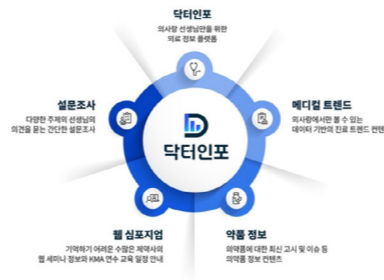 닥터인포
의사랑 선생님만을 위한
의료 정보 플랫폼
설문조사
다양한 주제의 선생님의
의견을 묻는 간단한 설문조사
메디컬 트렌드
의사랑에서만 볼 수 있는
데이터 기반의 진료 트렌드 컨텐
닥터인포
웹 심포지엄
기억하기 어려운 수많은 제약사의
웹 세미나 정보와 KMA 연수 교육 일정 안내
약품 정보
의약품에 대한 최신 고시 및 이슈 등
의약품 정보 컨텐츠